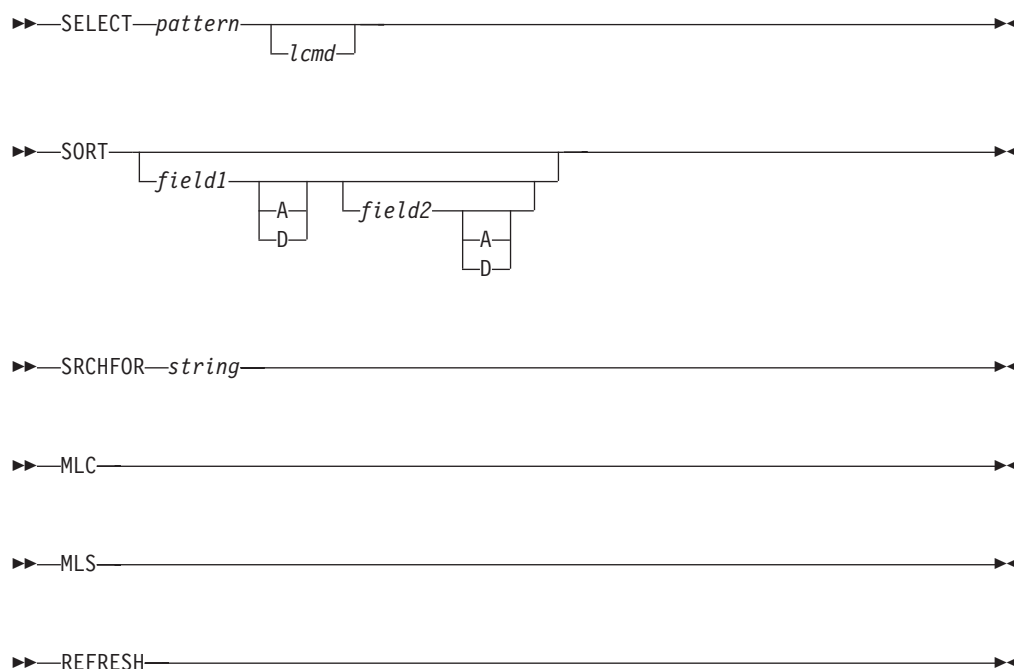 SELECT pattern
lcmd
SORT
field1
A
D
field2
A
D
SRCHFOR string
MLC
MLS
REFRESH